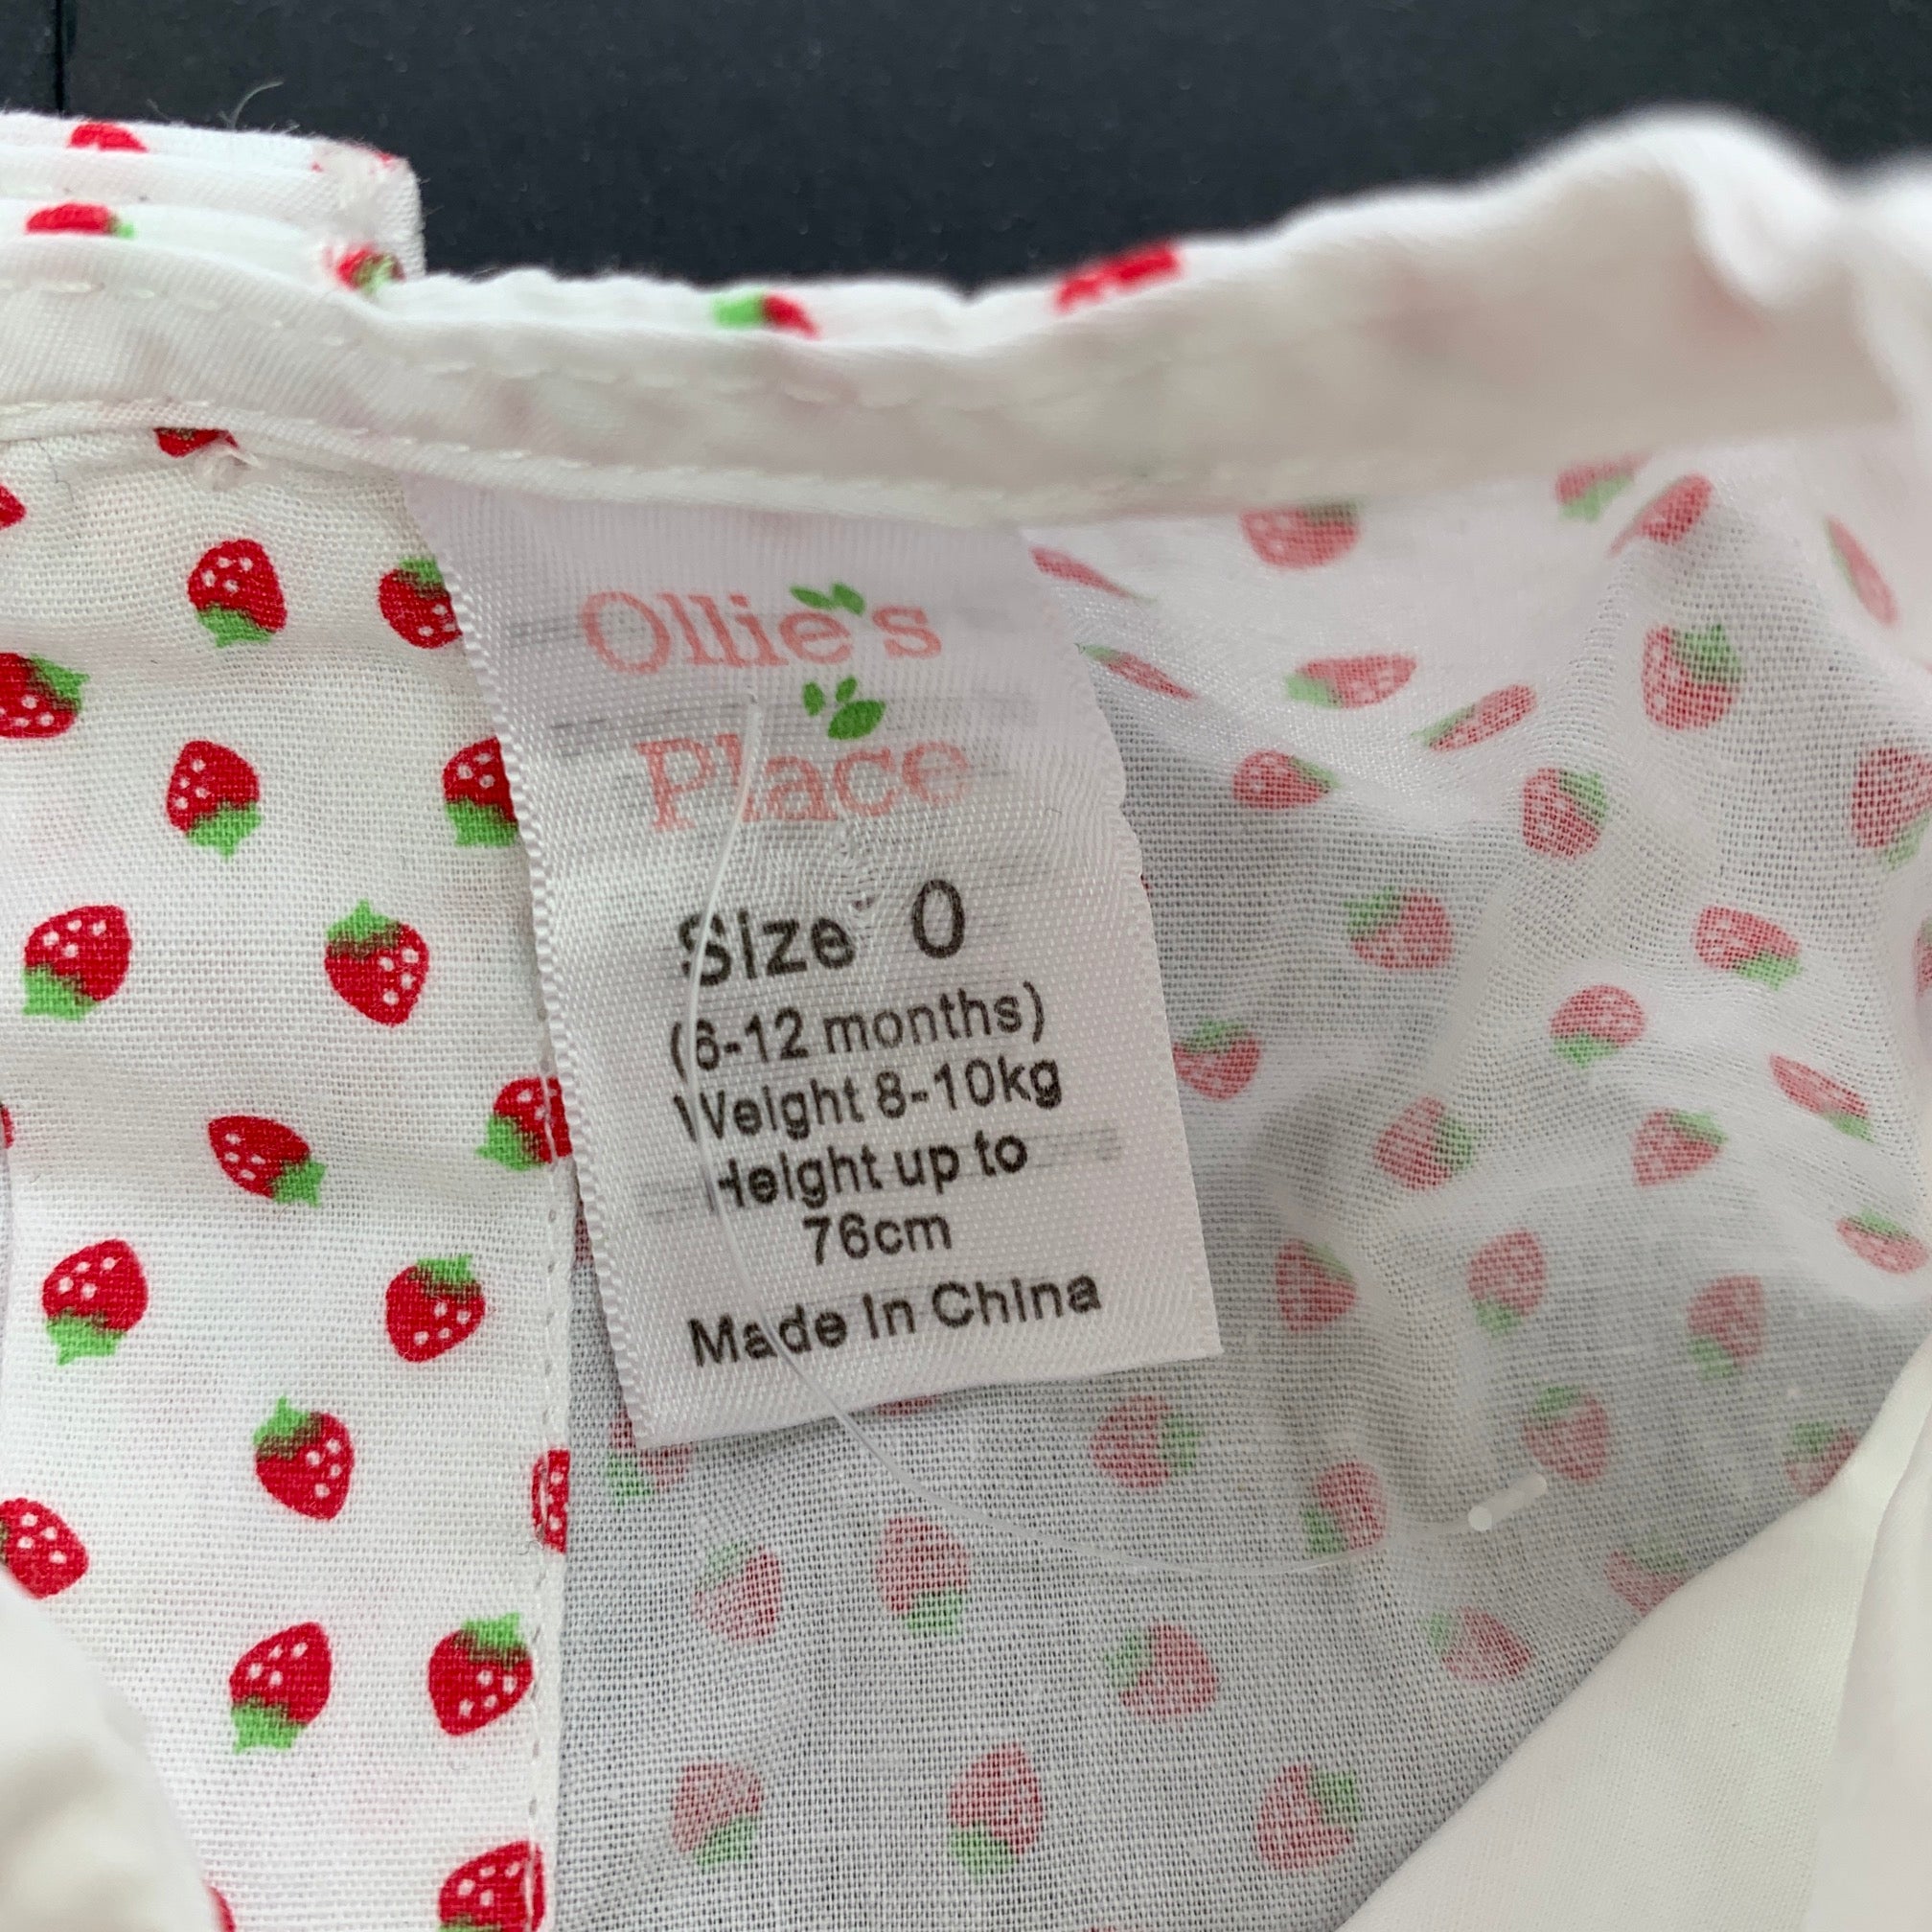 Ollie's
Place
Size 0
(6-12 months)
Weight 8-10kg
Height up to
76cm
Made In China